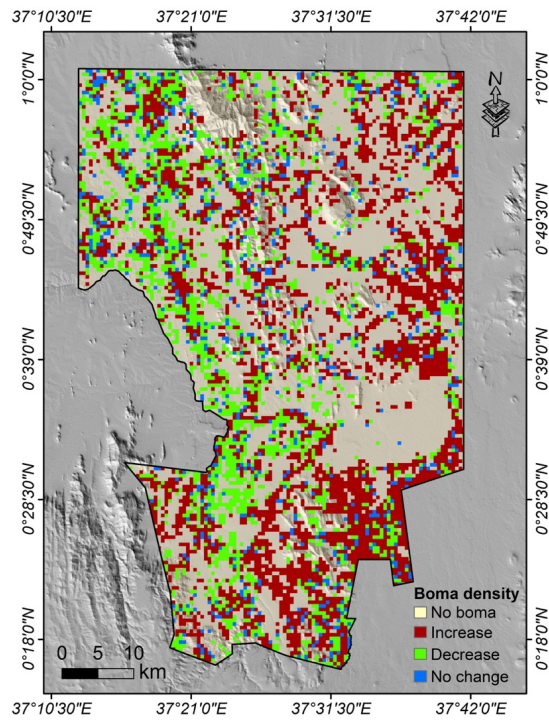 37°10'30"E 37°21'0"E 37°31'30"E 37°42'0"E
1°0'0"N 1°0'0"N
N
0°49'30"N 0°49'30"N
0°39'0"N 0°39'0"N
0°28'30"N 0°28'30"N
0°18'0"N 0°18'0"N
Boma density
No boma
Increase
Decrease
No change
0 5 10
km
37°10'30"E 37°21'0"E 37°31'30"E 37°42'0"E